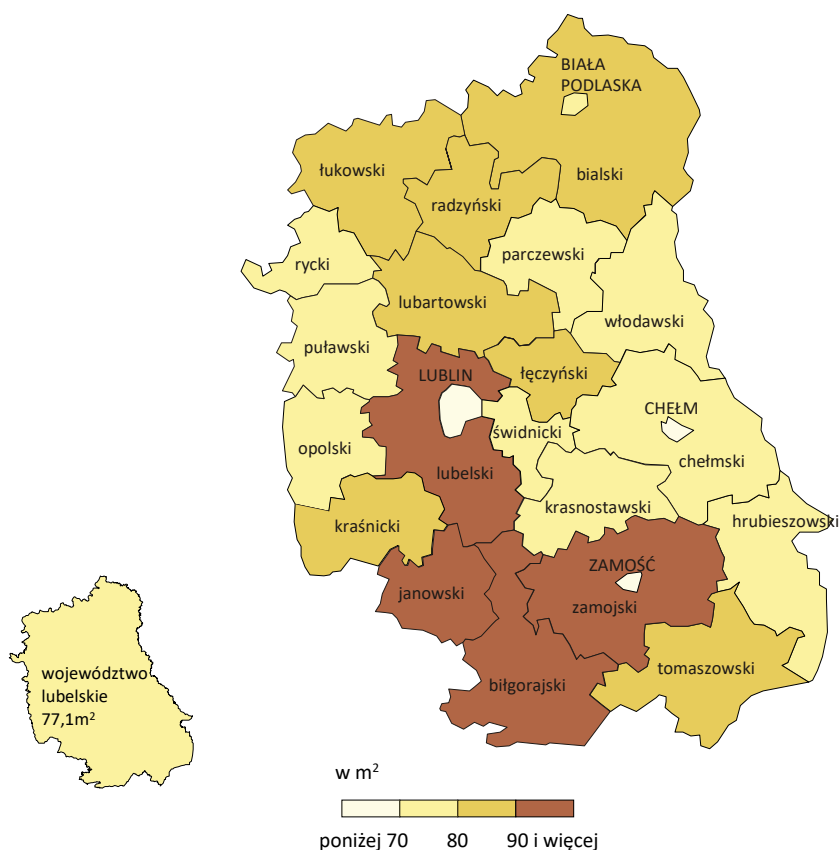 BIAŁA
PODLASKA
łukowski
bialski
radzyński
rycki
parczewski
lubartowski
włodawski
puławski
LUBLIN
łęczyński
CHEŁM
świdnicki
opolski
chełmski
lubelski
krasnostawski
hrubieszowski
kraśnicki
ZAMOŚĆ
janowski
zamojski
tomaszowski
biłgorajski
województwo
lubelskie
77,1m²
w m²
poniżej 70 80 90 i więcej